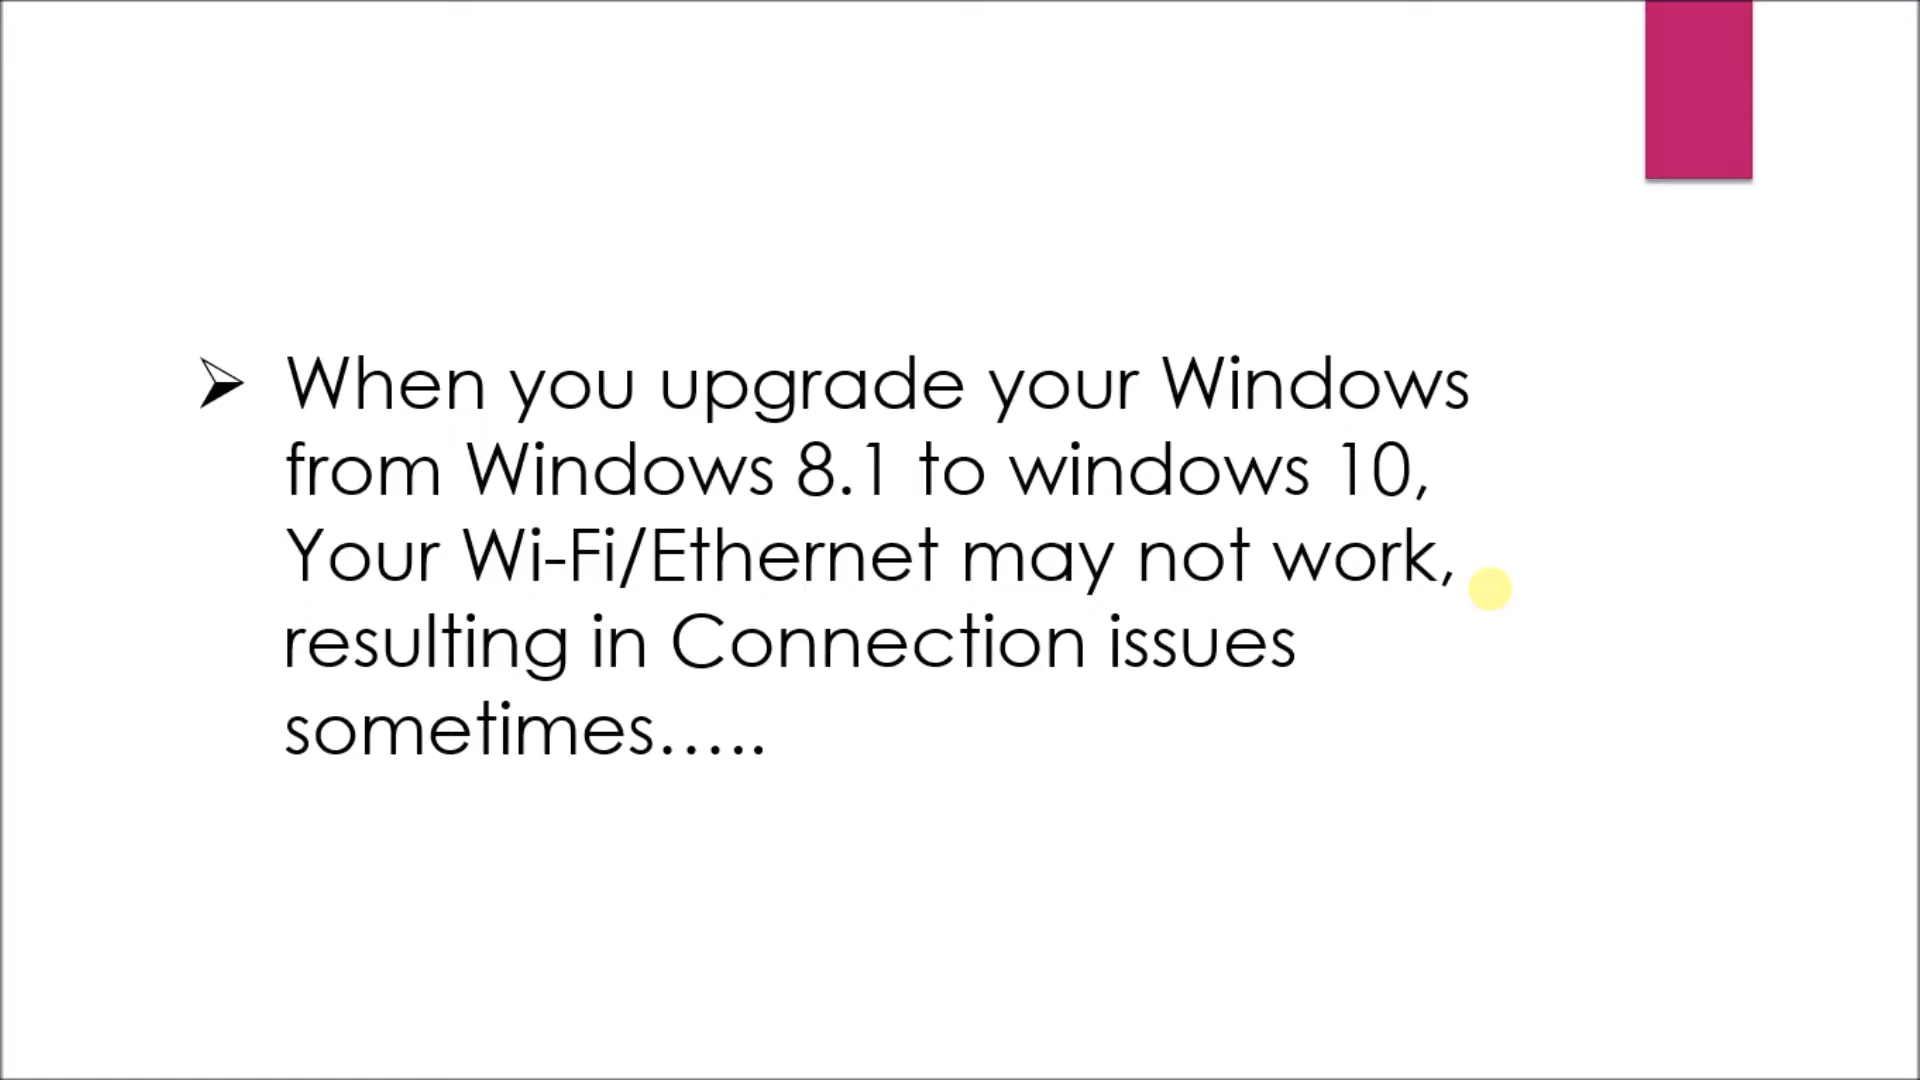 When you upgrade your Windows
from Windows 8.1 to windows 10,
Your Wi-Fi/Ethernet may not work,
resulting in Connection issues
sometimes.....